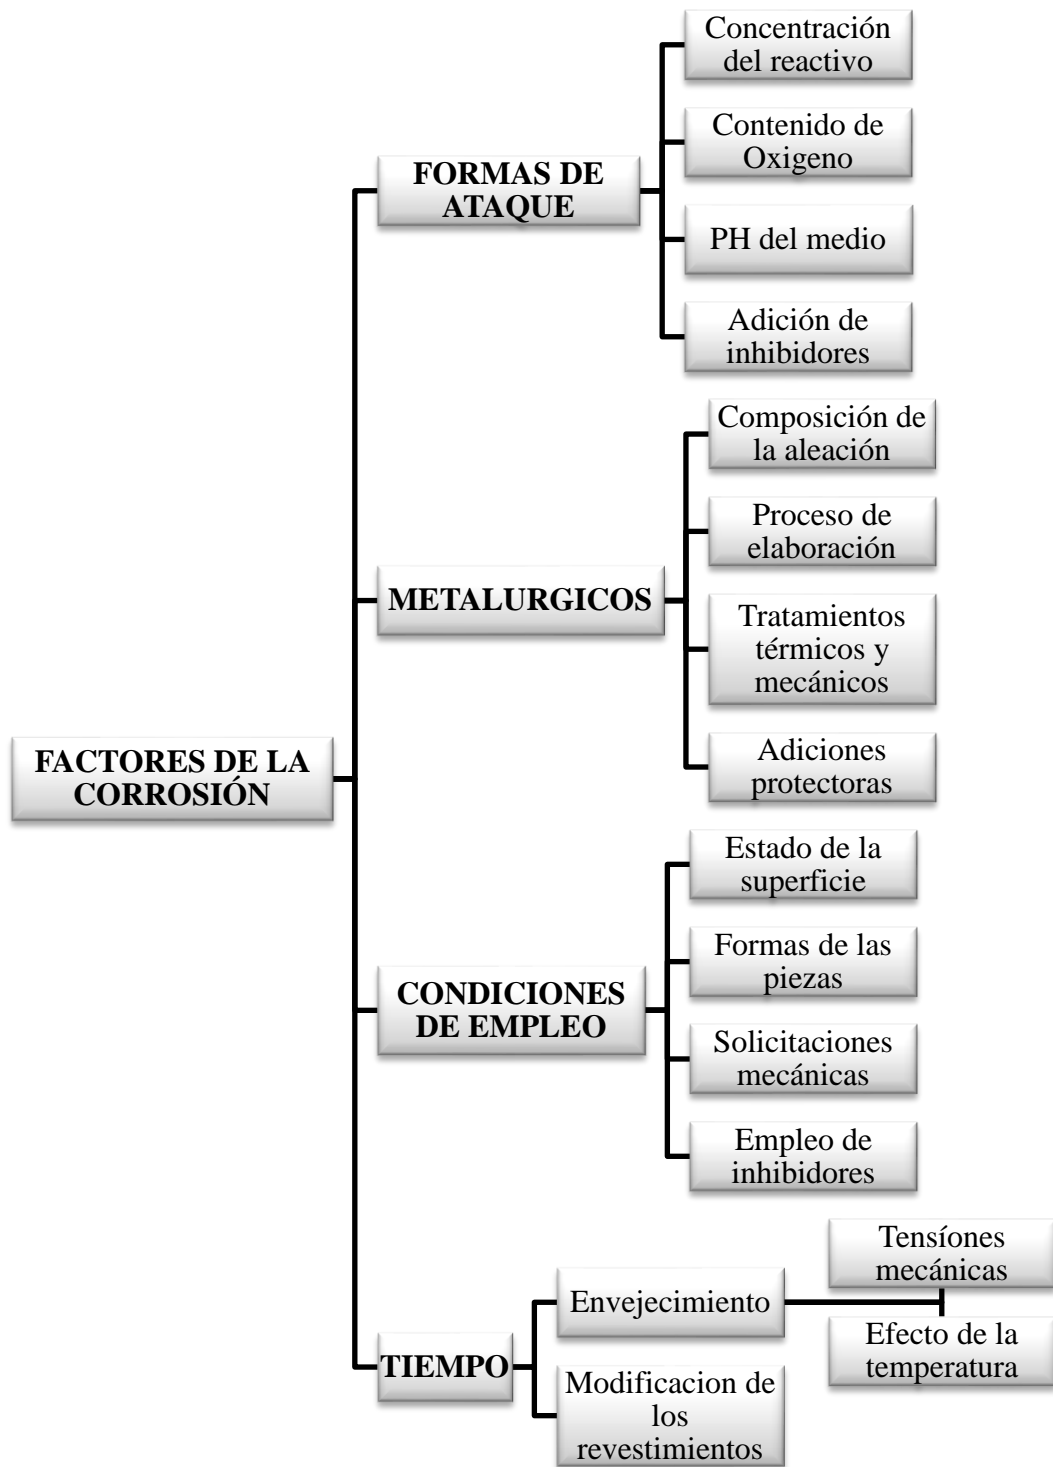 FACTORES DE LA
CORROSIÓN
FORMAS DE
ATAQUE
Concentración
del reactivo
Contenido de
Oxigeno
PH del medio
Adición de
inhibidores
METALURGICOS
Composición de
la aleación
Proceso de
elaboración
Tratamientos
térmicos y
mecánicos
Adiciones
protectoras
CONDICIONES
DE EMPLEO
Estado de la
superficie
Formas de las
piezas
Solicitaciones
mecánicas
Empleo de
inhibidores
TIEMPO
Envejecimiento
Tensíones
mecánicas
Efecto de la
temperatura
Modificacion de
los
revestimientos